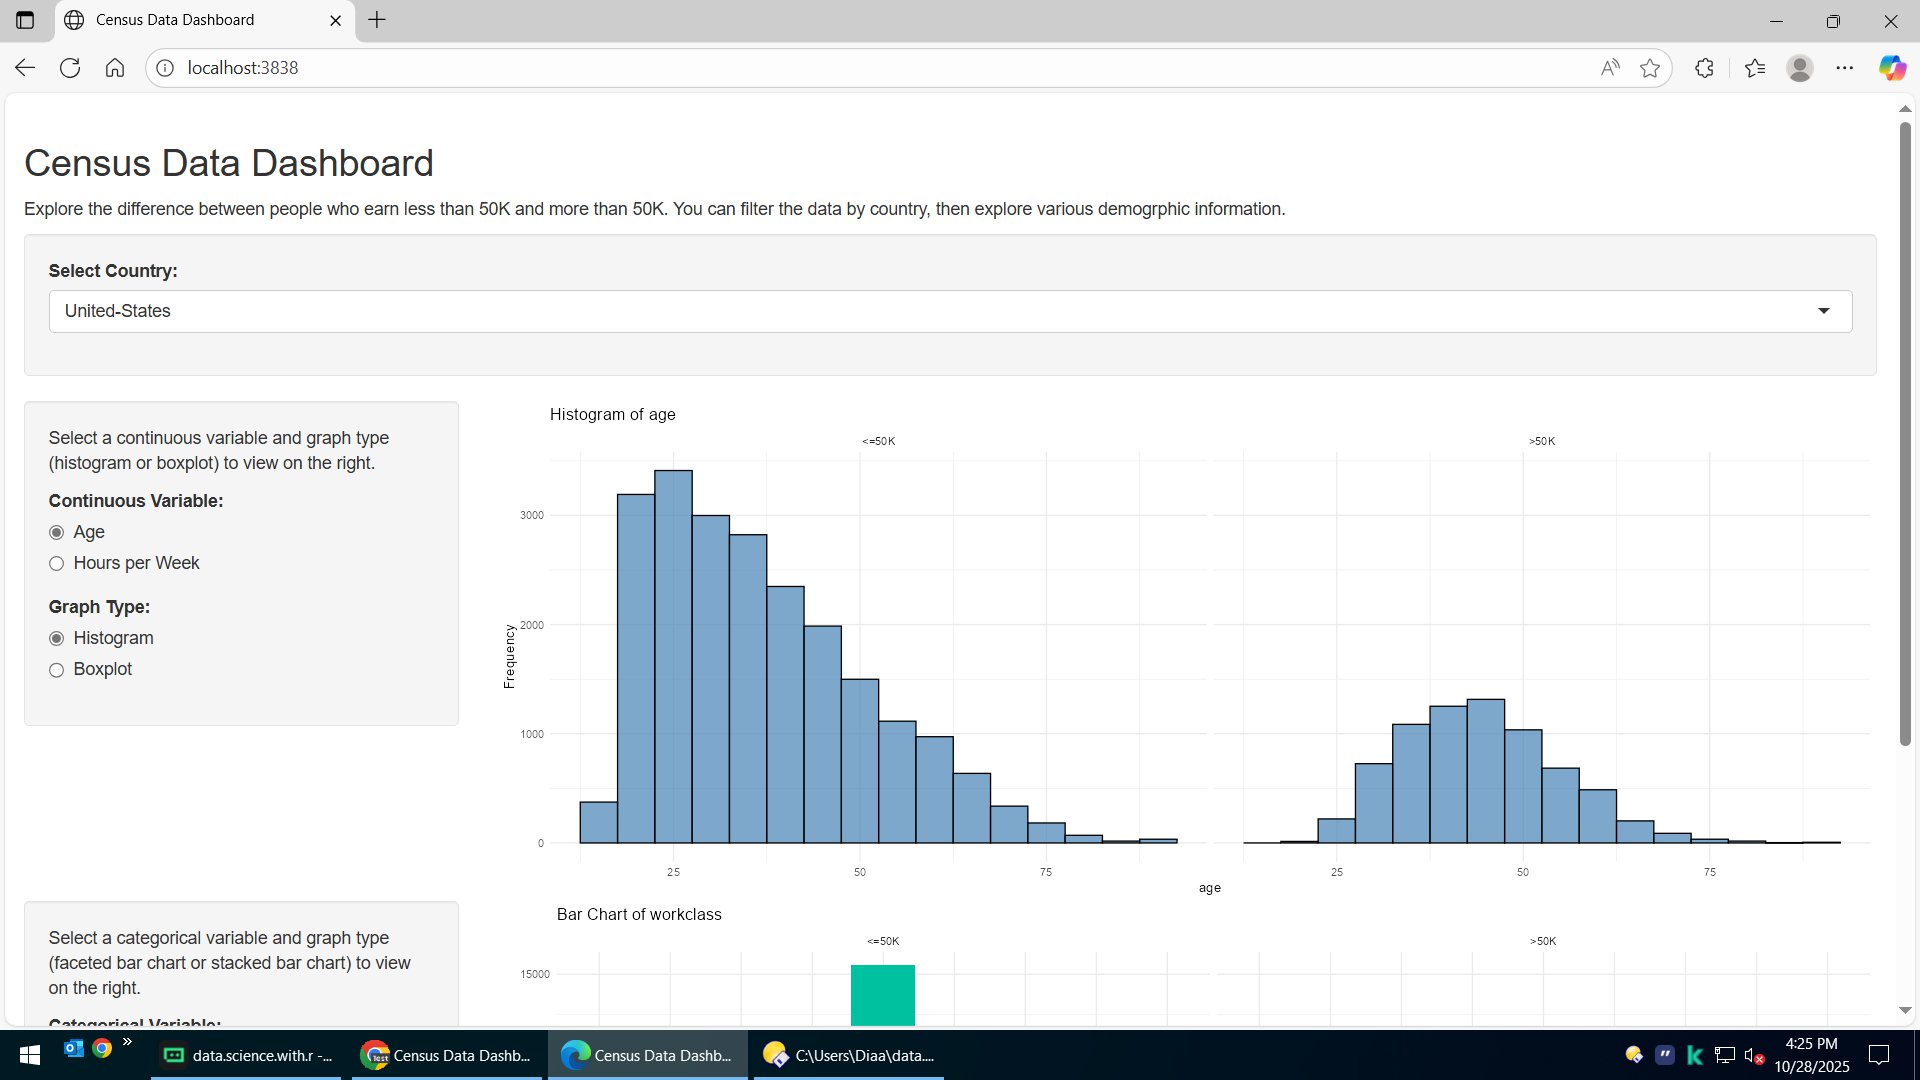 Census Data Dashboard
localhost:3838
Census Data Dashboard
Explore the difference between people who earn less than 50K and more than 50K. You can filter the data by country, then explore various demogrphic information.
Select Country:
United-States
Select a continuous variable and graph type
(histogram or boxplot) to view on the right.
Continuous Variable:
Age
Hours per Week
Graph Type:
Histogram
Boxplot
Histogram of age
<=50K
>50K
3000
2000
1000
0
Frequency
25
50
75
25
50
75
age
Select a categorical variable and graph type
(faceted bar chart or stacked bar chart) to view
on the right.
Categorical Variable:
Bar Chart of workclass
<=50K
>50K
15000
data.science.with.r -...
Test
Census Data Dashb...
Census Data Dashb...
C:\Users\Diaa\data....
4:25 PM
10/28/2025